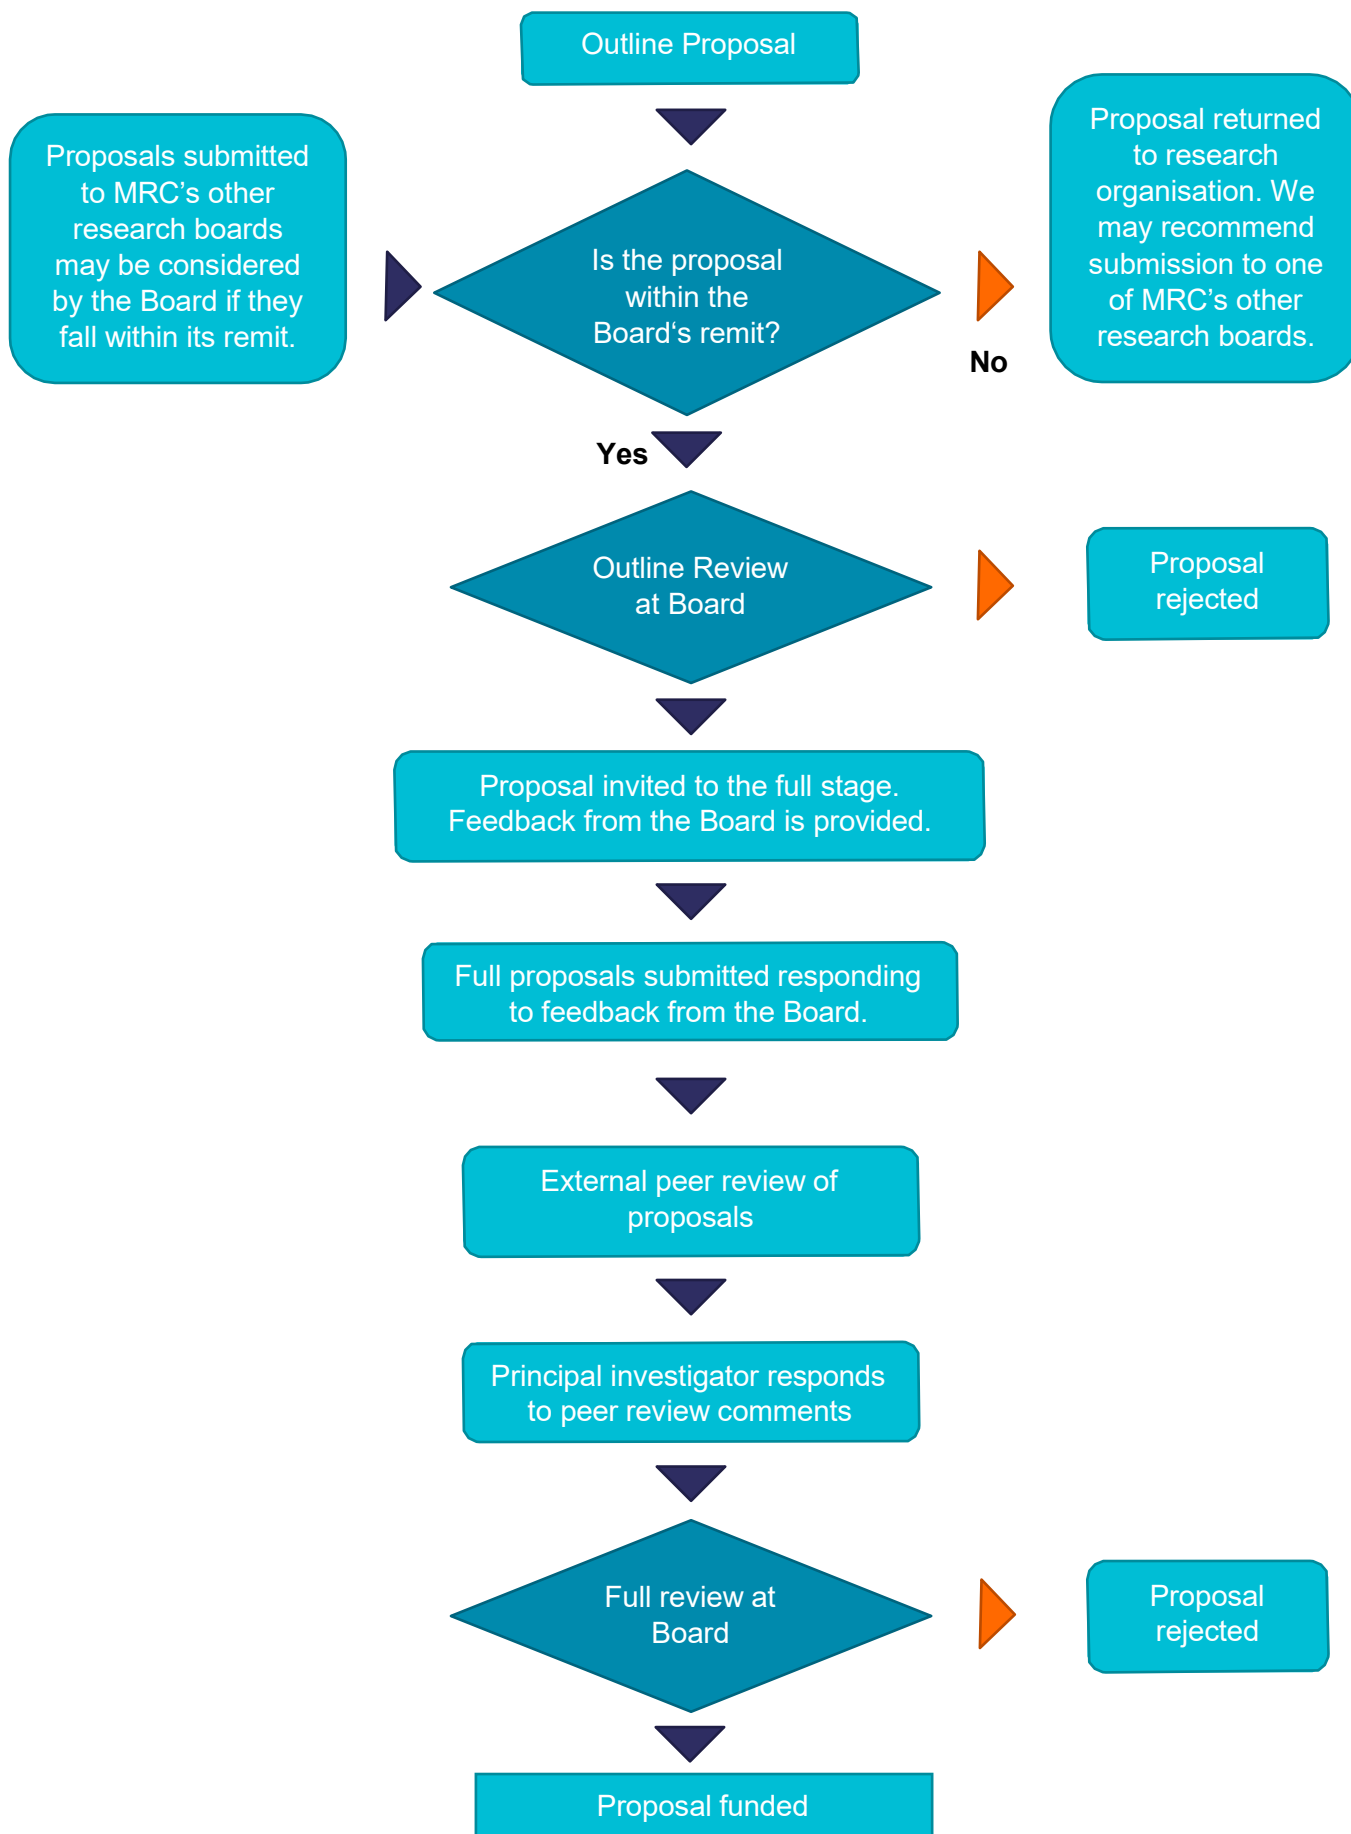 Outline Proposal
Proposals submitted
to MRC’s other
research boards
may be considered
by the Board if they
fall within its remit.
Is the proposal
within the
Board‘s remit?
No
Proposal returned
to research
organisation. We
may recommend
submission to one
of MRC’s other
research boards.
Yes
Outline Review
at Board
Proposal
rejected
Proposal invited to the full stage.
Feedback from the Board is provided.
Full proposals submitted responding
to feedback from the Board.
External peer review of
proposals
Principal investigator responds
to peer review comments
Full review at
Board
Proposal
rejected
Proposal funded